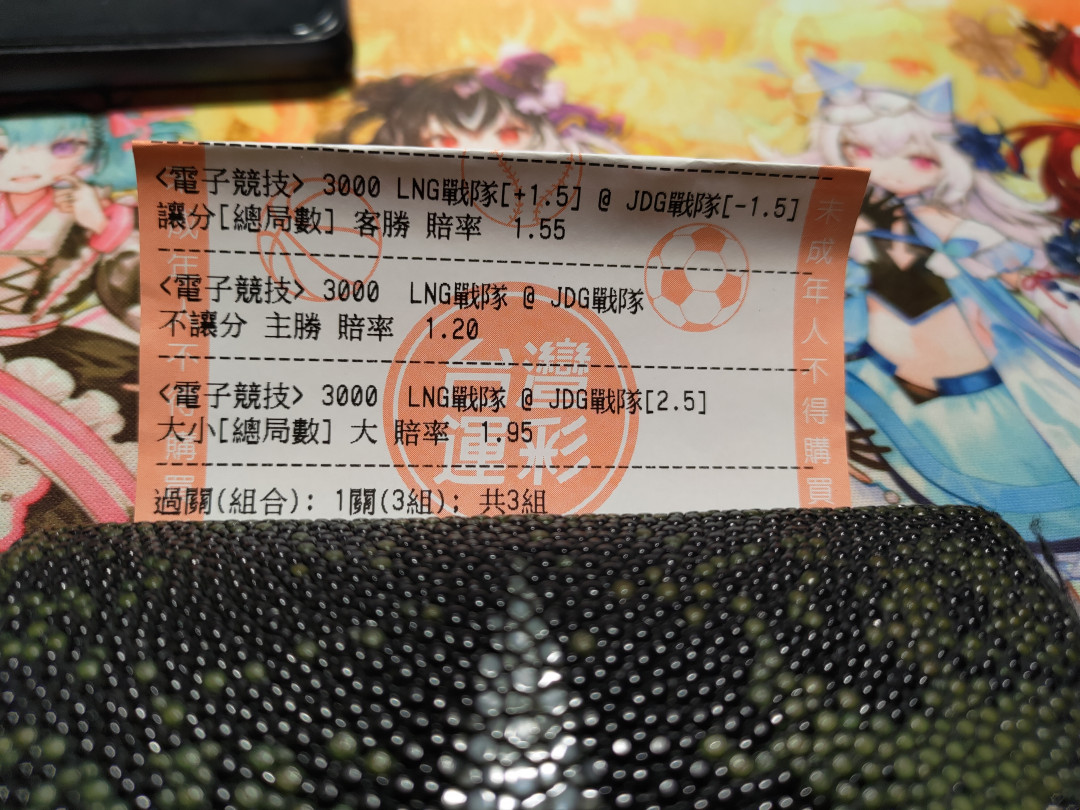 <電子競技> 3000 LNG戰隊[+1.5] @ JDG戰隊[-1.5]
讓分[總局數] 客勝 賠率 1.55
<電子競技> 3000 LNG戰隊 @ JDG戰隊
不讓分 主勝 賠率 1.20
<電子競技> 3000 LNG戰隊 @ JDG戰隊[2.5]
大小[總局數] 大 賠率 1.95
過關(組合): 1關(3組); 共3組
台灣
運彩
未成年人不得購買
成年 不 購買